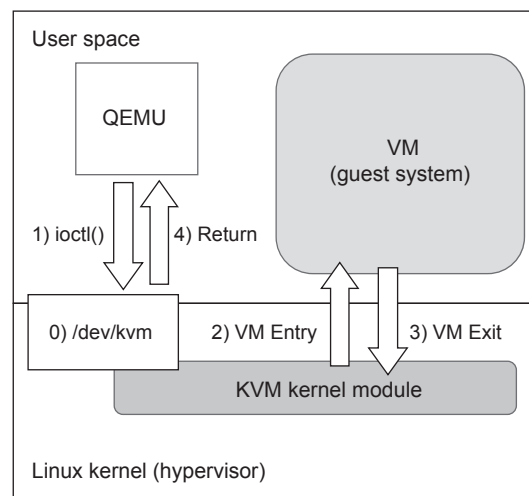 User space
QEMU
VM
(guest system)
1) ioctl()
4) Return
0) /dev/kvm
2) VM Entry
3) VM Exit
KVM kernel module
Linux kernel (hypervisor)